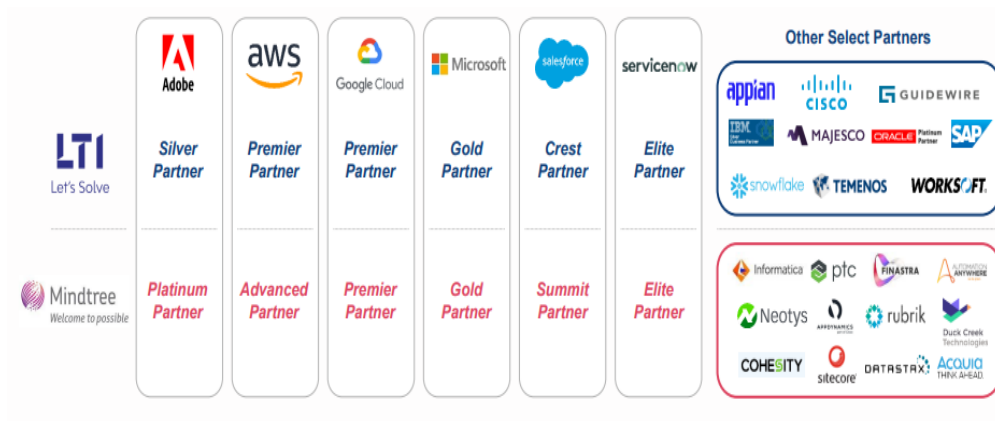 Other Select Partners
Adobe
aws
Google Cloud
Microsoft
salesforce
servicenow
appian
CISCO
GUIDEWIRE
LTI
Let's Solve
Silver Partner
Premier Partner
Premier Partner
Gold Partner
Crest Partner
Elite Partner
IBM
Silver
Business Partner
MAJESCO
ORACLE
Platinum
Partner
SAP
snowflake
TEMENOS
WORKSOFT
Mindtree
Welcome to possible
Platinum Partner
Advanced Partner
Premier Partner
Gold Partner
Summit Partner
Elite Partner
Informatica
ptc
FINASTRA
AUTOMATION
ANYWHERE
Neotys
APPDYNAMICS
rubrik
Duck Creek
Technologies
COHESITY
sitecore
DATASTAX
ACQUIA
THINK AHEAD.